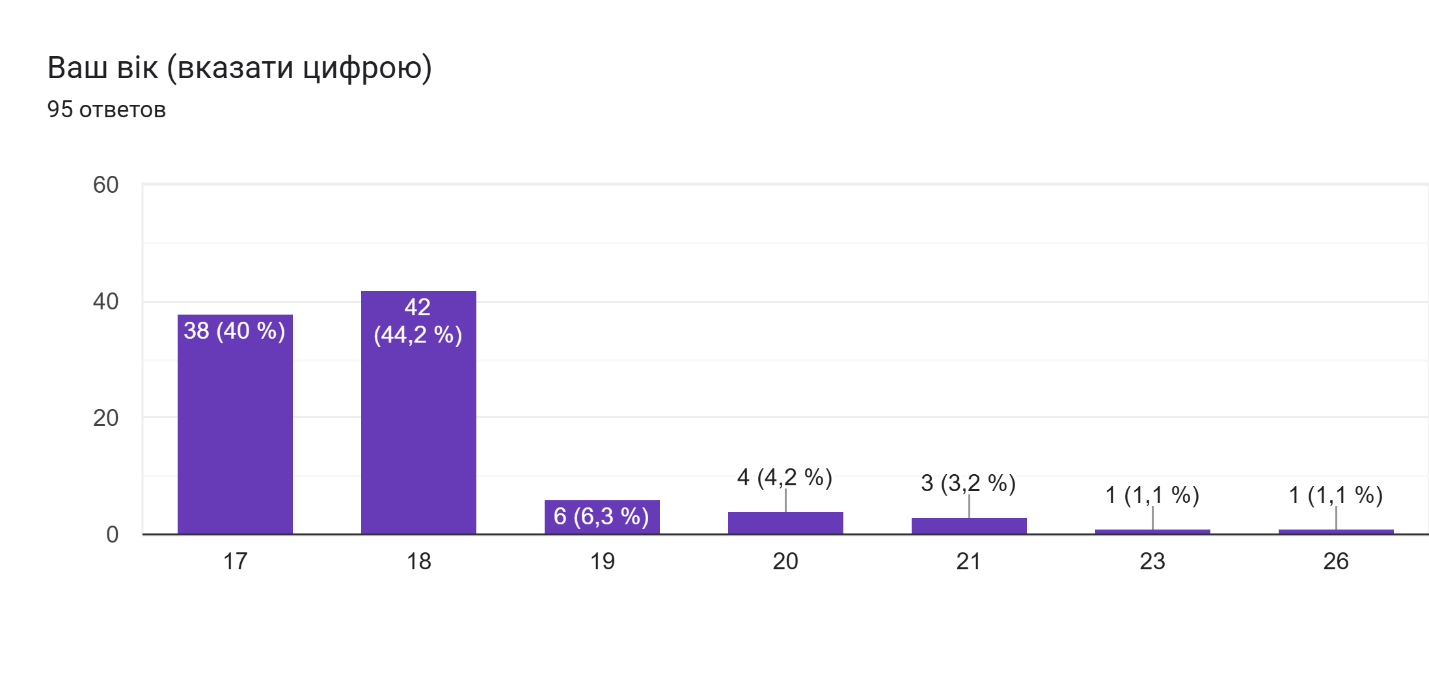 Ваш вік (вказати цифрою)
95 ответов
60
40
20
0
38 (40 %)
42
(44,2 %)
6 (6,3 %)
4 (4,2 %)
3 (3,2 %)
1 (1,1 %)
1 (1,1 %)
17
18
19
20
21
23
26